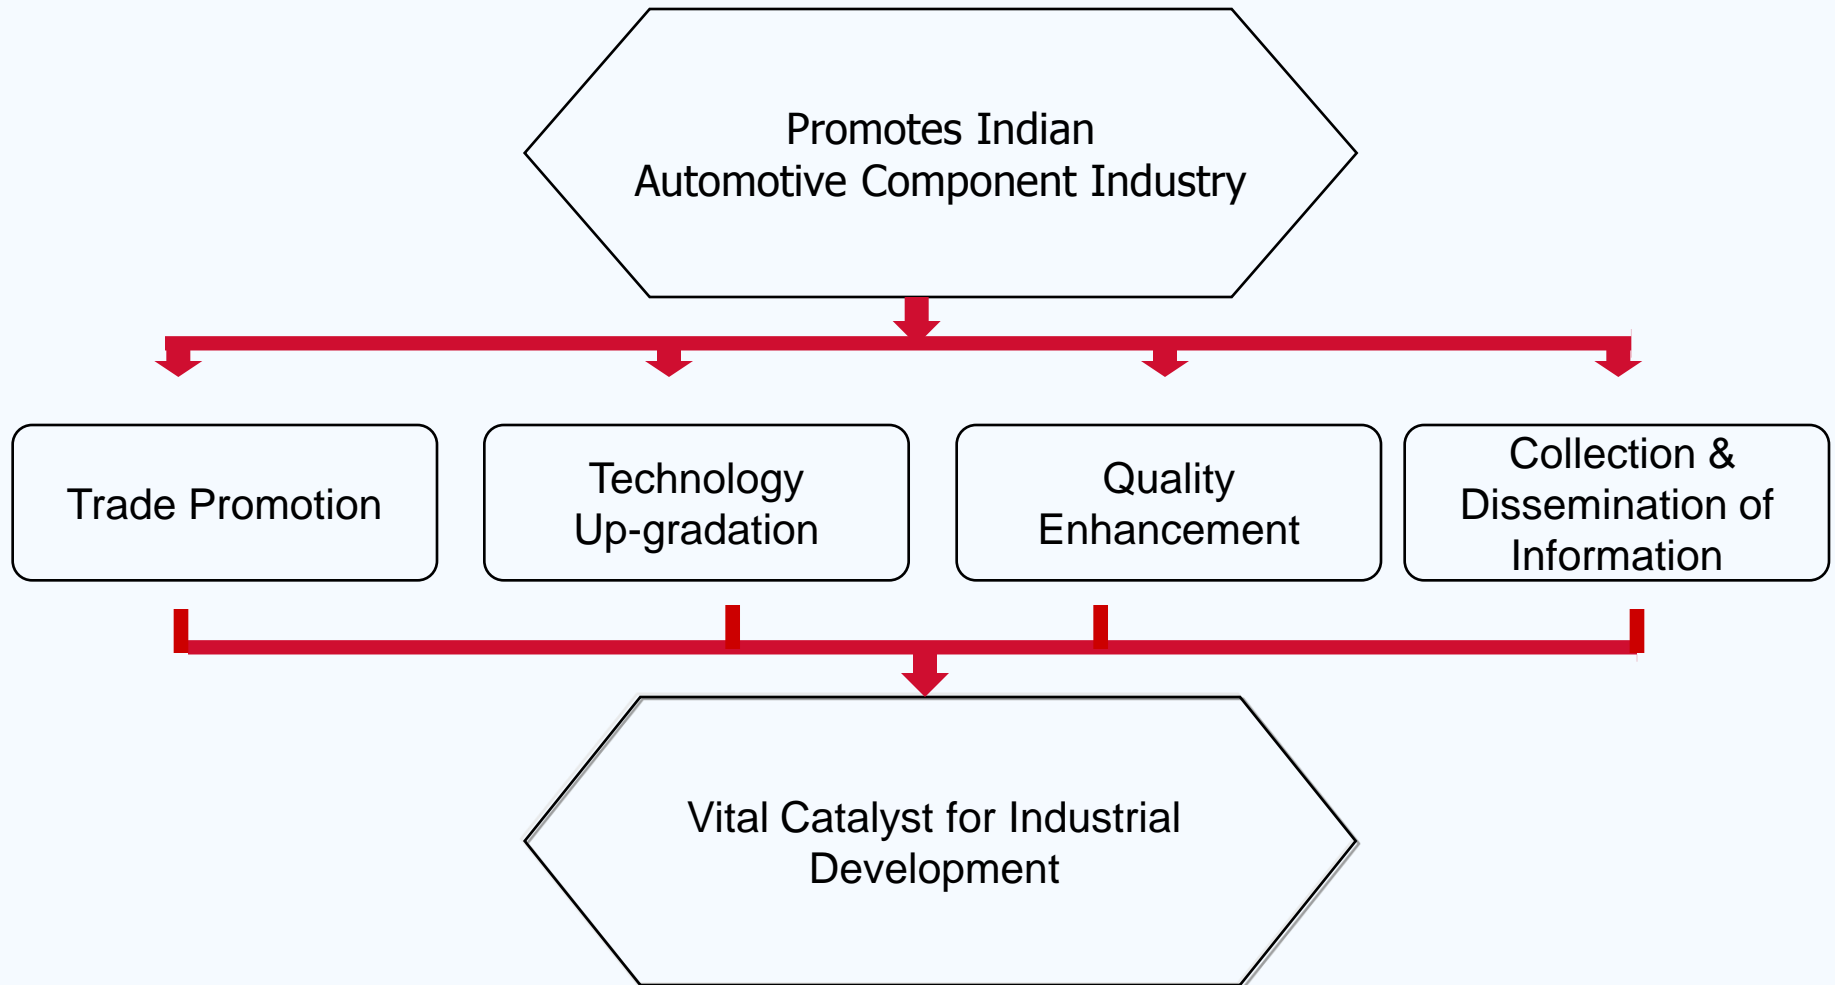 Promotes Indian
Automotive Component Industry
Trade Promotion
Technology
Up-gradation
Quality
Enhancement
Collection &
Dissemination of
Information
Vital Catalyst for Industrial
Development